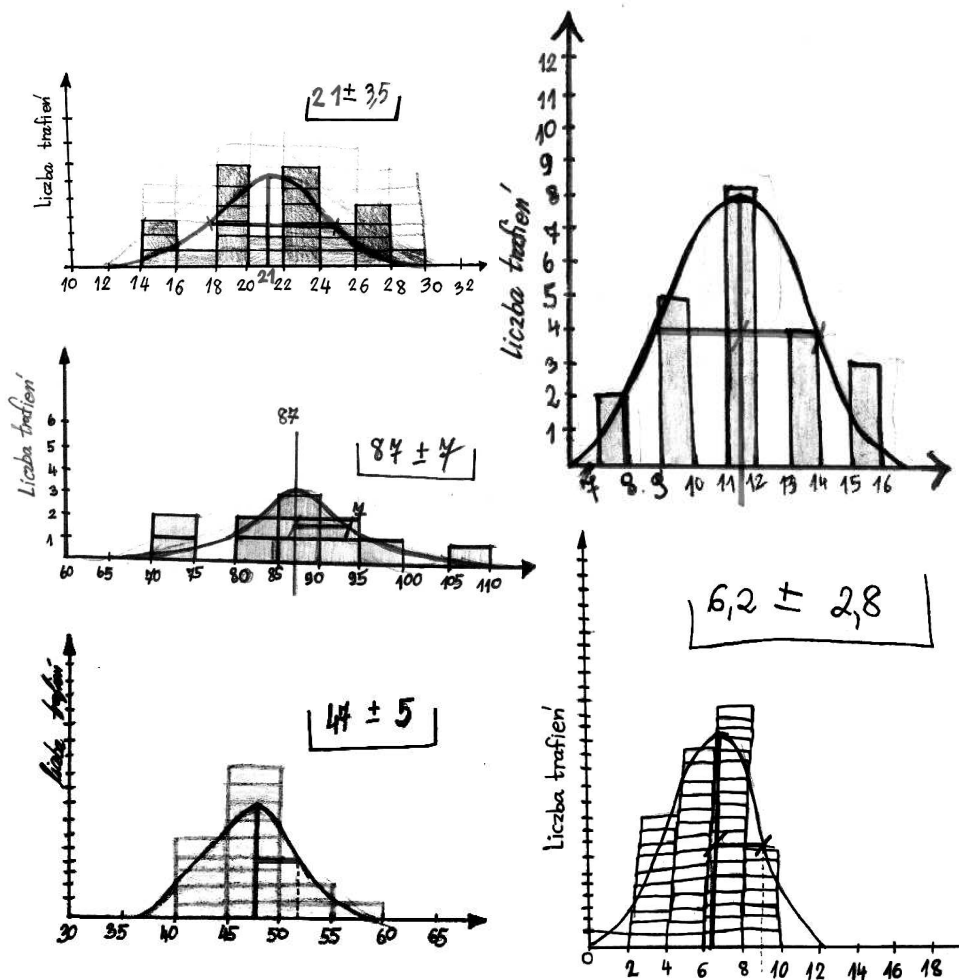 Liczba trafień
21 ± 3,5
10 12 14 16 18 20 22 24 26 28 30 32
21
Liczba trafień
12
11
10
9
8
7
6
5
4
3
2
1
7 8 9 10 11 12 13 14 15 16
Liczba trafień
87
87 ± 7
6
5
4
3
2
1
7
60 65 70 75 80 85 90 95 100 105 110
Liczba trafień
47 ± 5
30 35 40 45 50 55 60 65
Liczba trafień
6,2 ± 2,8
0 2 4 6 8 10 12 14 16 18